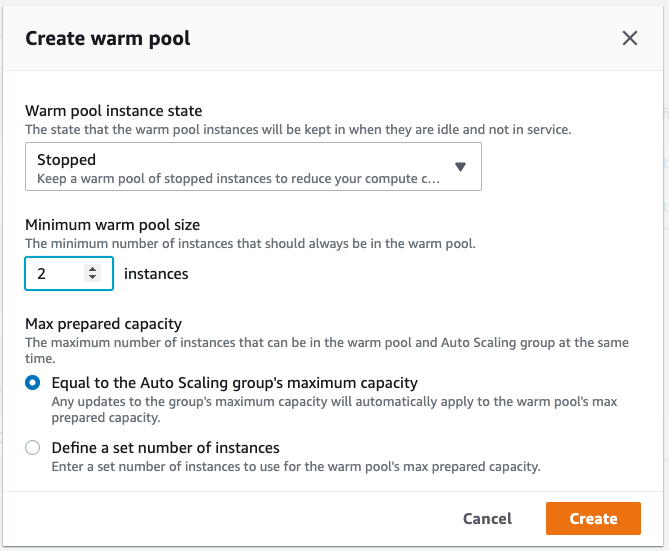 Create warm pool
Warm pool instance state
The state that the warm pool instances will be kept in when they are idle and not in service.
Stopped
Keep a warm pool of stopped instances to reduce your compute c...
Minimum warm pool size
The minimum number of instances that should always be in the warm pool.
2 instances
Max prepared capacity
The maximum number of instances that can be in the warm pool and Auto Scaling group at the same
time.
Equal to the Auto Scaling group's maximum capacity
Any updates to the group's maximum capacity will automatically apply to the warm pool's max
prepared capacity.
Define a set number of instances
Enter a set number of instances to use for the warm pool's max prepared capacity.
Cancel Create